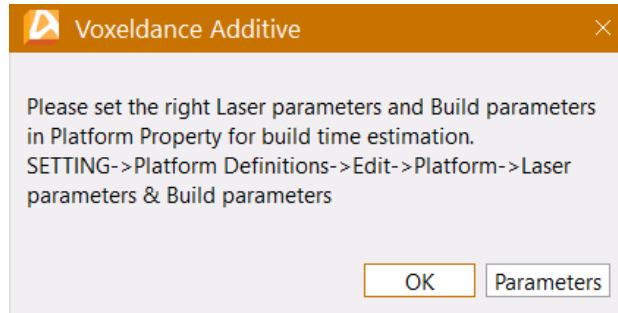 Voxeldance Additive
Please set the right Laser parameters and Build parameters
in Platform Property for build time estimation.
SETTING->Platform Definitions->Edit->Platform->Laser
parameters & Build parameters
OK
Parameters